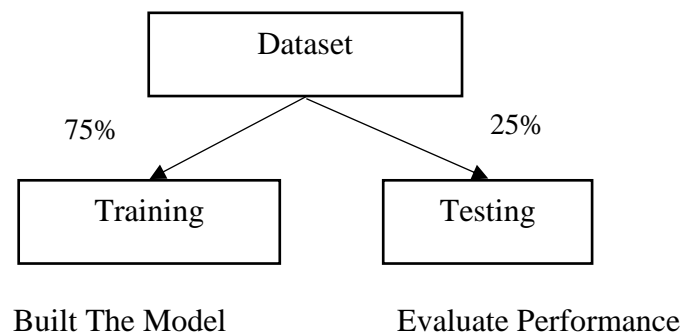 Dataset
75%
25%
Training
Testing
Built The Model
Evaluate Performance